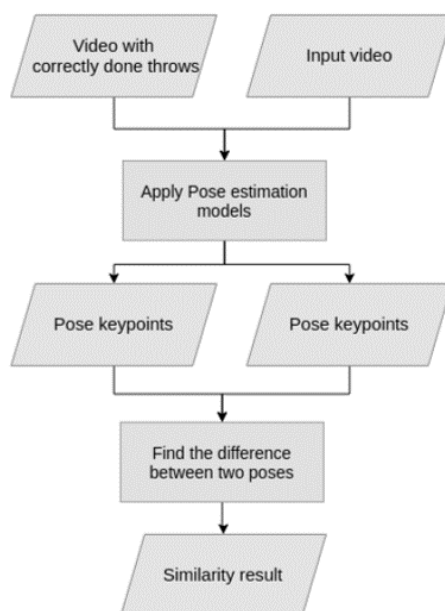 Video with
correctly done throws
Input video
Apply Pose estimation
models
Pose keypoints
Pose keypoints
Find the difference
between two poses
Similarity result